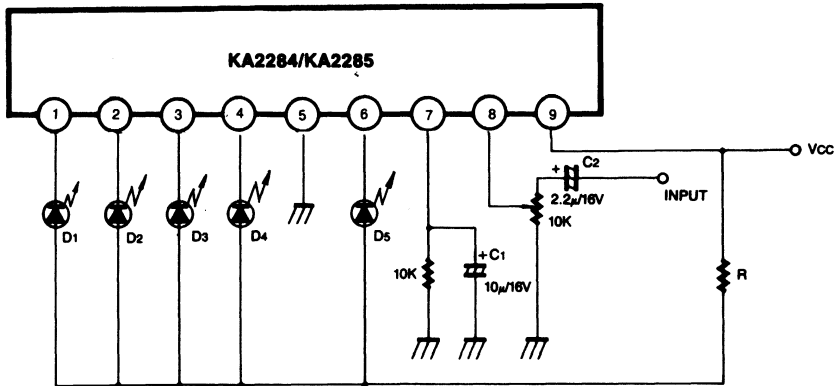 KA2284/KA2285
1 2 3 4 5 6 7 8 9
VCC
+ C2
2.2μ/16V
INPUT
10K
D1 D2 D3 D4 D5
+ C1
10K
10μ/16V
R